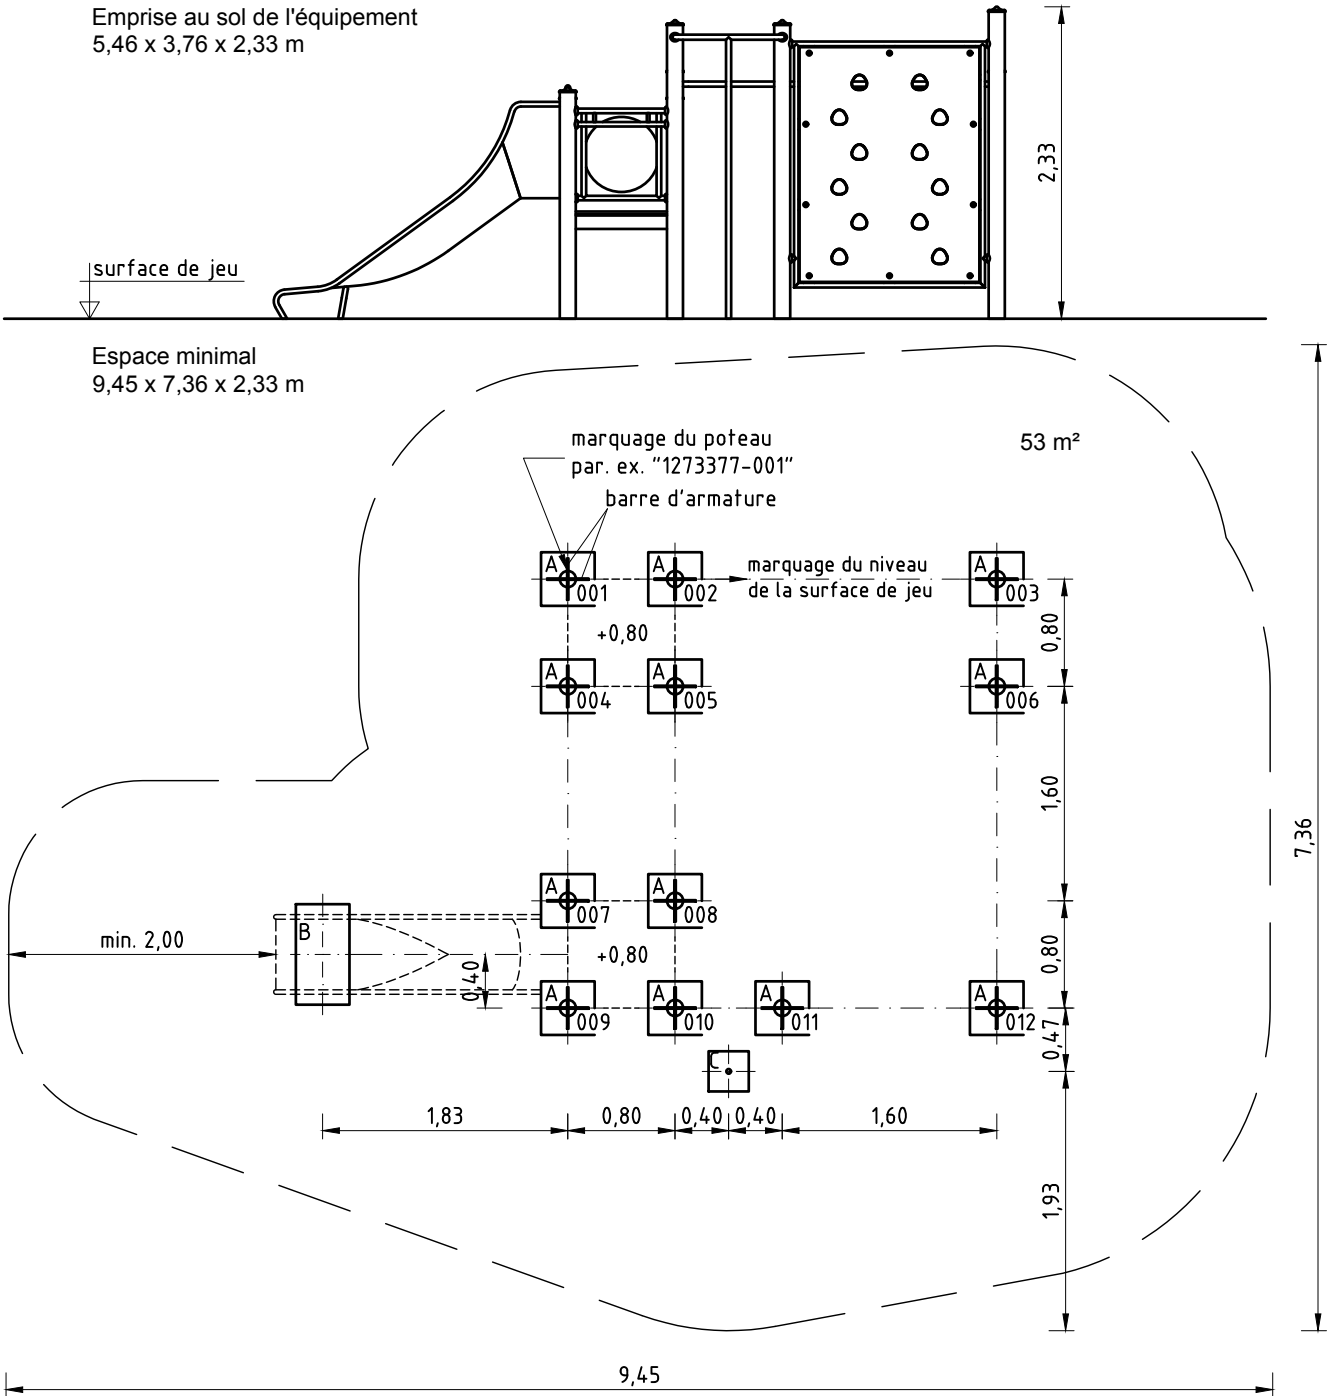 Emprise au sol de l'équipement
5,46 x 3,76 x 2,33 m
2,33
surface de jeu
Espace minimal
9,45 x 7,36 x 2,33 m
53 m²
marquage du poteau
par. ex. "1273377-001"
barre d'armature
A
001
A
002
marquage du niveau
de la surface de jeu
A
003
+0,80
0,80
A
004
A
005
A
006
1,60
7,36
A
007
A
008
min. 2,00
B
0,40
+0,80
0,80
A
009
A
010
A
011
A
012
0,47
C
1,83
0,80
0,40
0,40
1,60
1,93
9,45